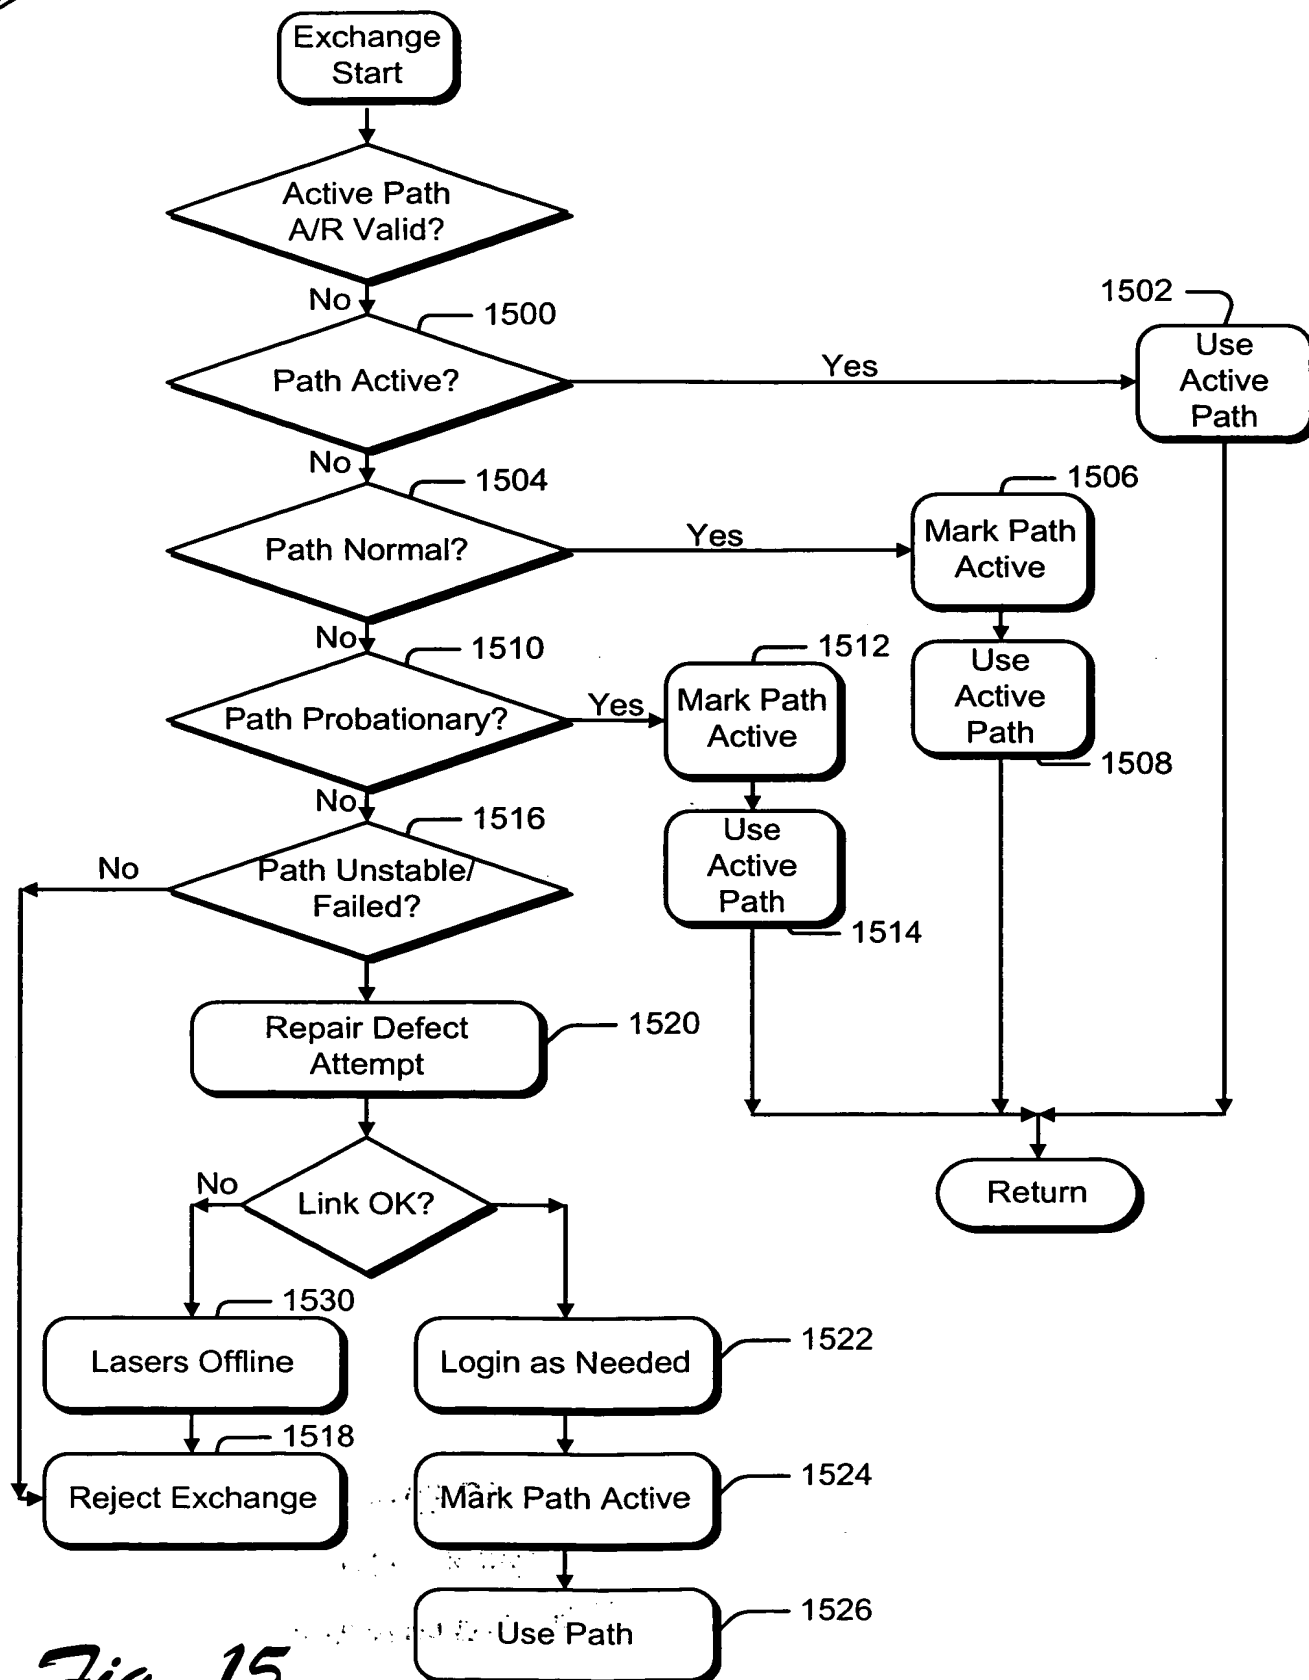 Exchange
Start
Active Path
A/R Valid?
No
1500
1502
Path Active?
Yes
Use
Active
Path
No
1504
1506
Path Normal?
Yes
Mark Path
Active
No
1510
1512
Use
Active
Path
1508
Path Probationary?
Yes
Mark Path
Active
No
1516
Use
Active
Path
1514
No
Path Unstable/
Failed?
Repair Defect
Attempt
1520
No
Link OK?
Return
1530
Lasers Offline
Login as Needed
1522
1518
Reject Exchange
Mark Path Active
1524
Use Path
1526
Fig. 15